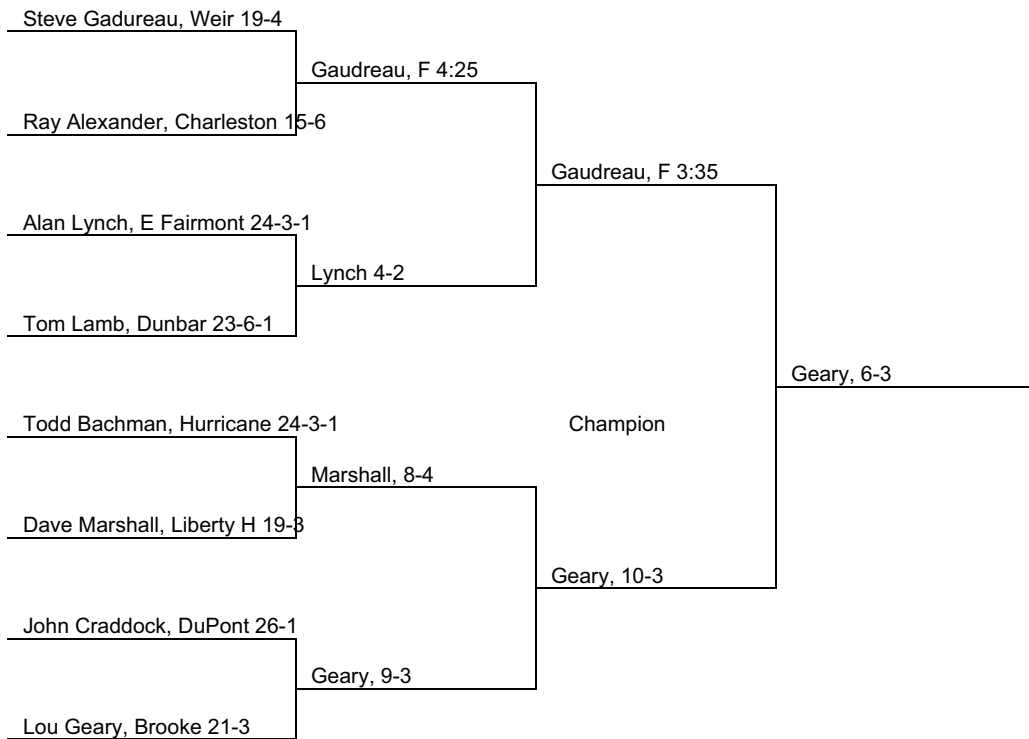 Steve Gadureau, Weir 19-4
Gaudreau, F 4:25
Ray Alexander, Charleston 15-6
Gaudreau, F 3:35
Alan Lynch, E Fairmont 24-3-1
Lynch 4-2
Tom Lamb, Dunbar 23-6-1
Geary, 6-3
Todd Bachman, Hurricane 24-3-1
Champion
Marshall, 8-4
Dave Marshall, Liberty H 19-3
Geary, 10-3
John Craddock, DuPont 26-1
Geary, 9-3
Lou Geary, Brooke 21-3